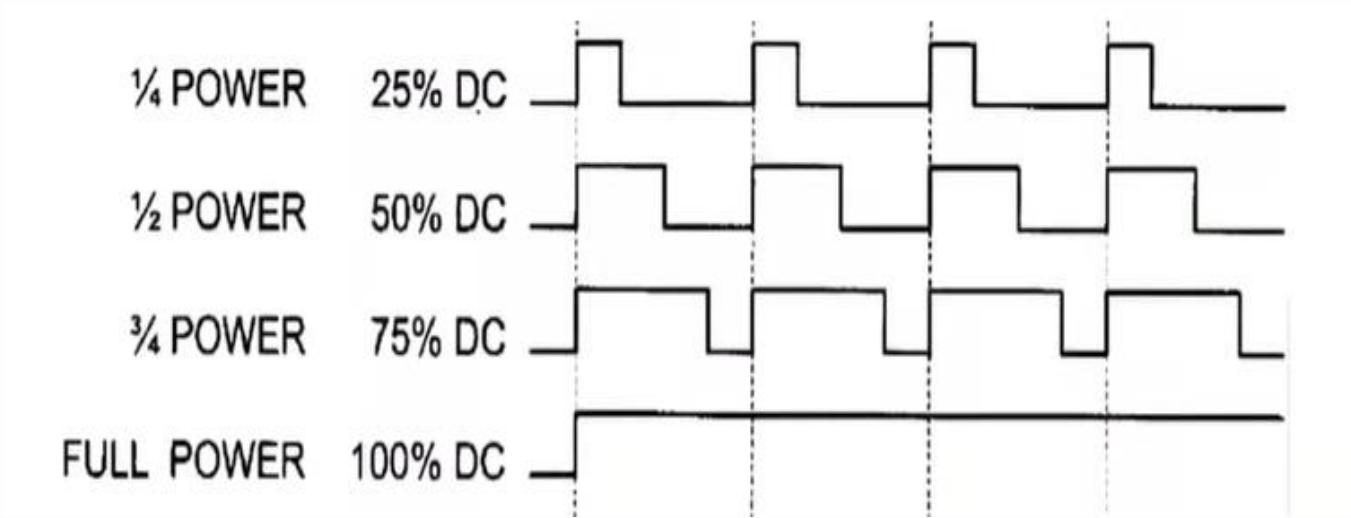 ¼ POWER 25% DC
½ POWER 50% DC
¾ POWER 75% DC
FULL POWER 100% DC